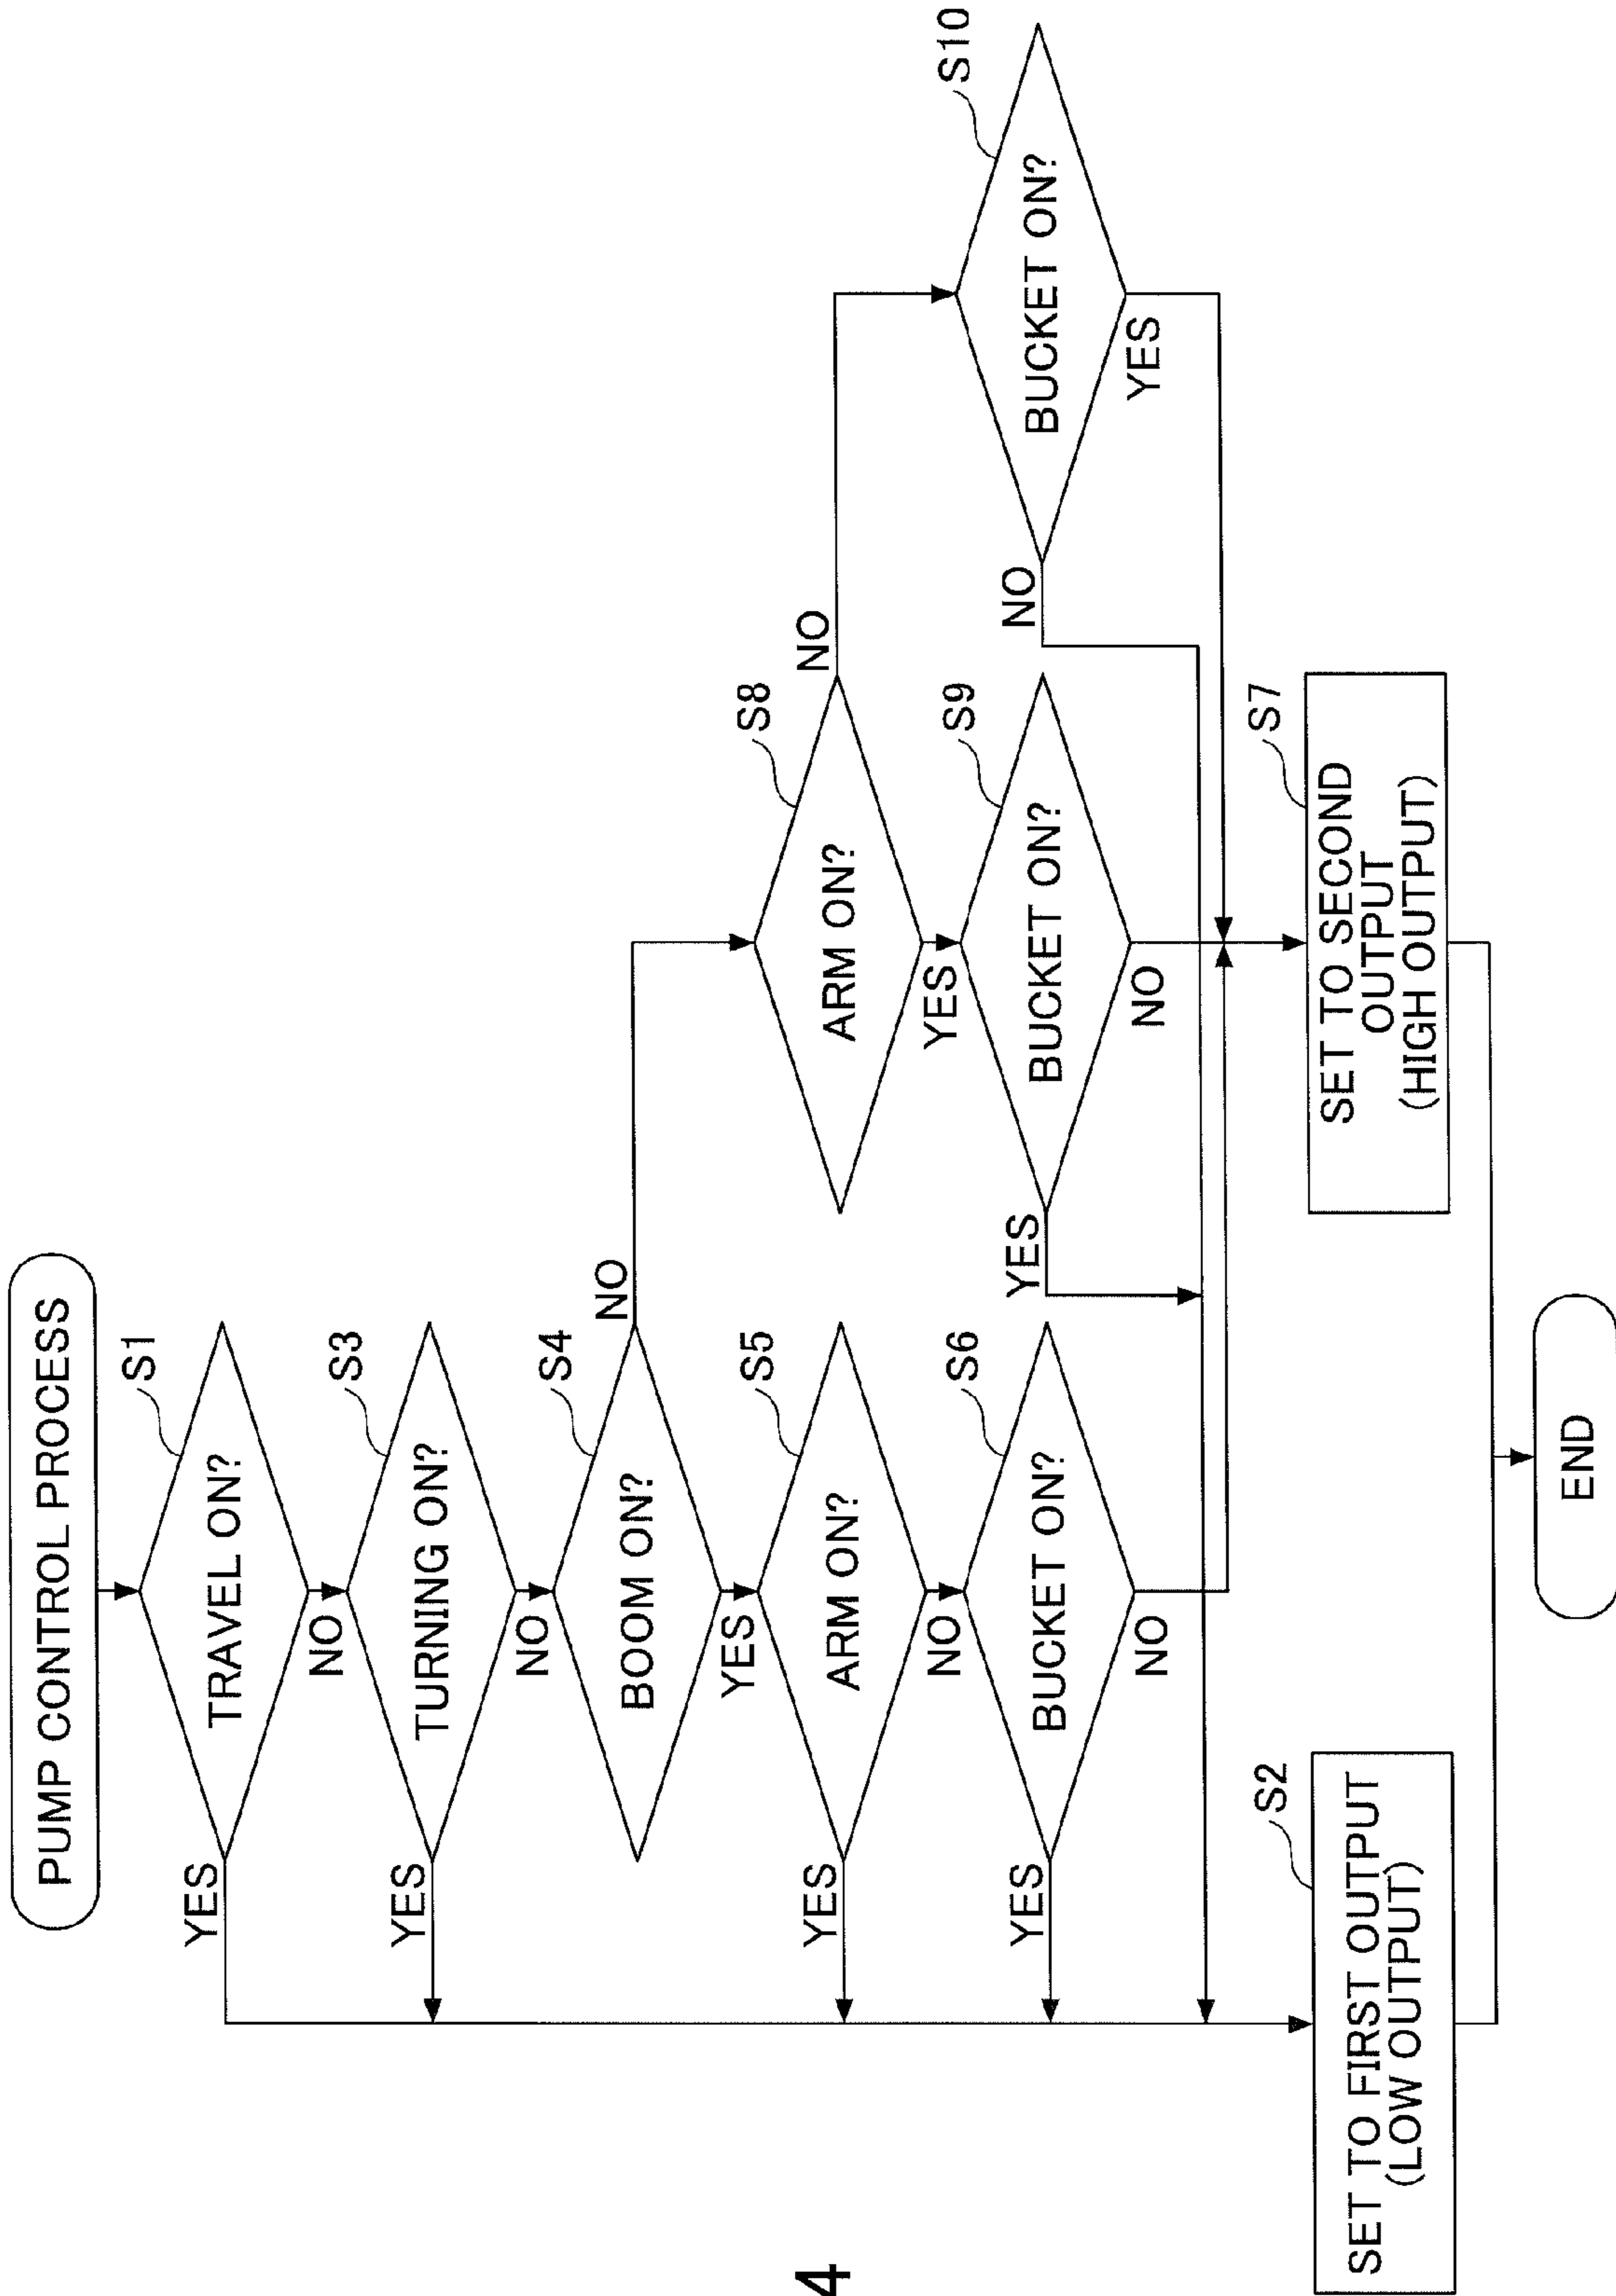 PUMP CONTROL PROCESS
S1
TRAVEL ON?
YES
NO
S3
TURNING ON?
YES
NO
S4
BOOM ON?
NO
YES
S5
ARM ON?
YES
NO
S8
ARM ON?
NO
YES
S6
BUCKET ON?
YES
NO
S9
BUCKET ON?
YES
NO
S10
BUCKET ON?
NO
YES
S2
SET TO FIRST OUTPUT
(LOW OUTPUT)
S7
SET TO SECOND
OUTPUT
(HIGH OUTPUT)
END
4